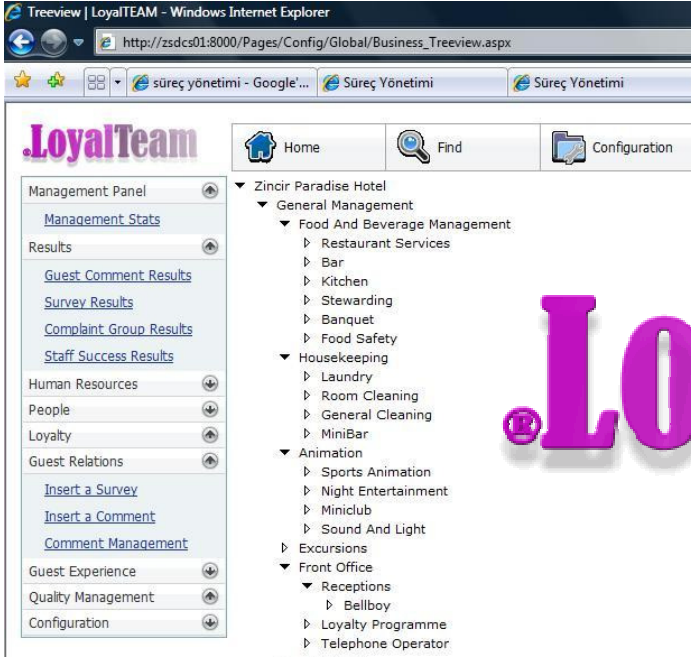 Treeview | LoyalTEAM - Windows Internet Explorer
http://zsdcs01:8000/Pages/Config/Global/Business_Treeview.aspx
süreç yönetimi - Google'... Süreç Yönetimi Süreç Yönetimi
.LoyalTeam
Home Find Configuration
Management Panel
Management Stats
Results
Guest Comment Results
Survey Results
Complaint Group Results
Staff Success Results
Human Resources
People
Loyalty
Guest Relations
Insert a Survey
Insert a Comment
Comment Management
Guest Experience
Quality Management
Configuration
Zincir Paradise Hotel
General Management
Food And Beverage Management
Restaurant Services
Bar
Kitchen
Stewarding
Banquet
Food Safety
Housekeeping
Laundry
Room Cleaning
General Cleaning
MiniBar
Animation
Sports Animation
Night Entertainment
Miniclub
Sound And Light
Excursions
Front Office
Receptions
Bellboy
Loyalty Programme
Telephone Operator
®Lo